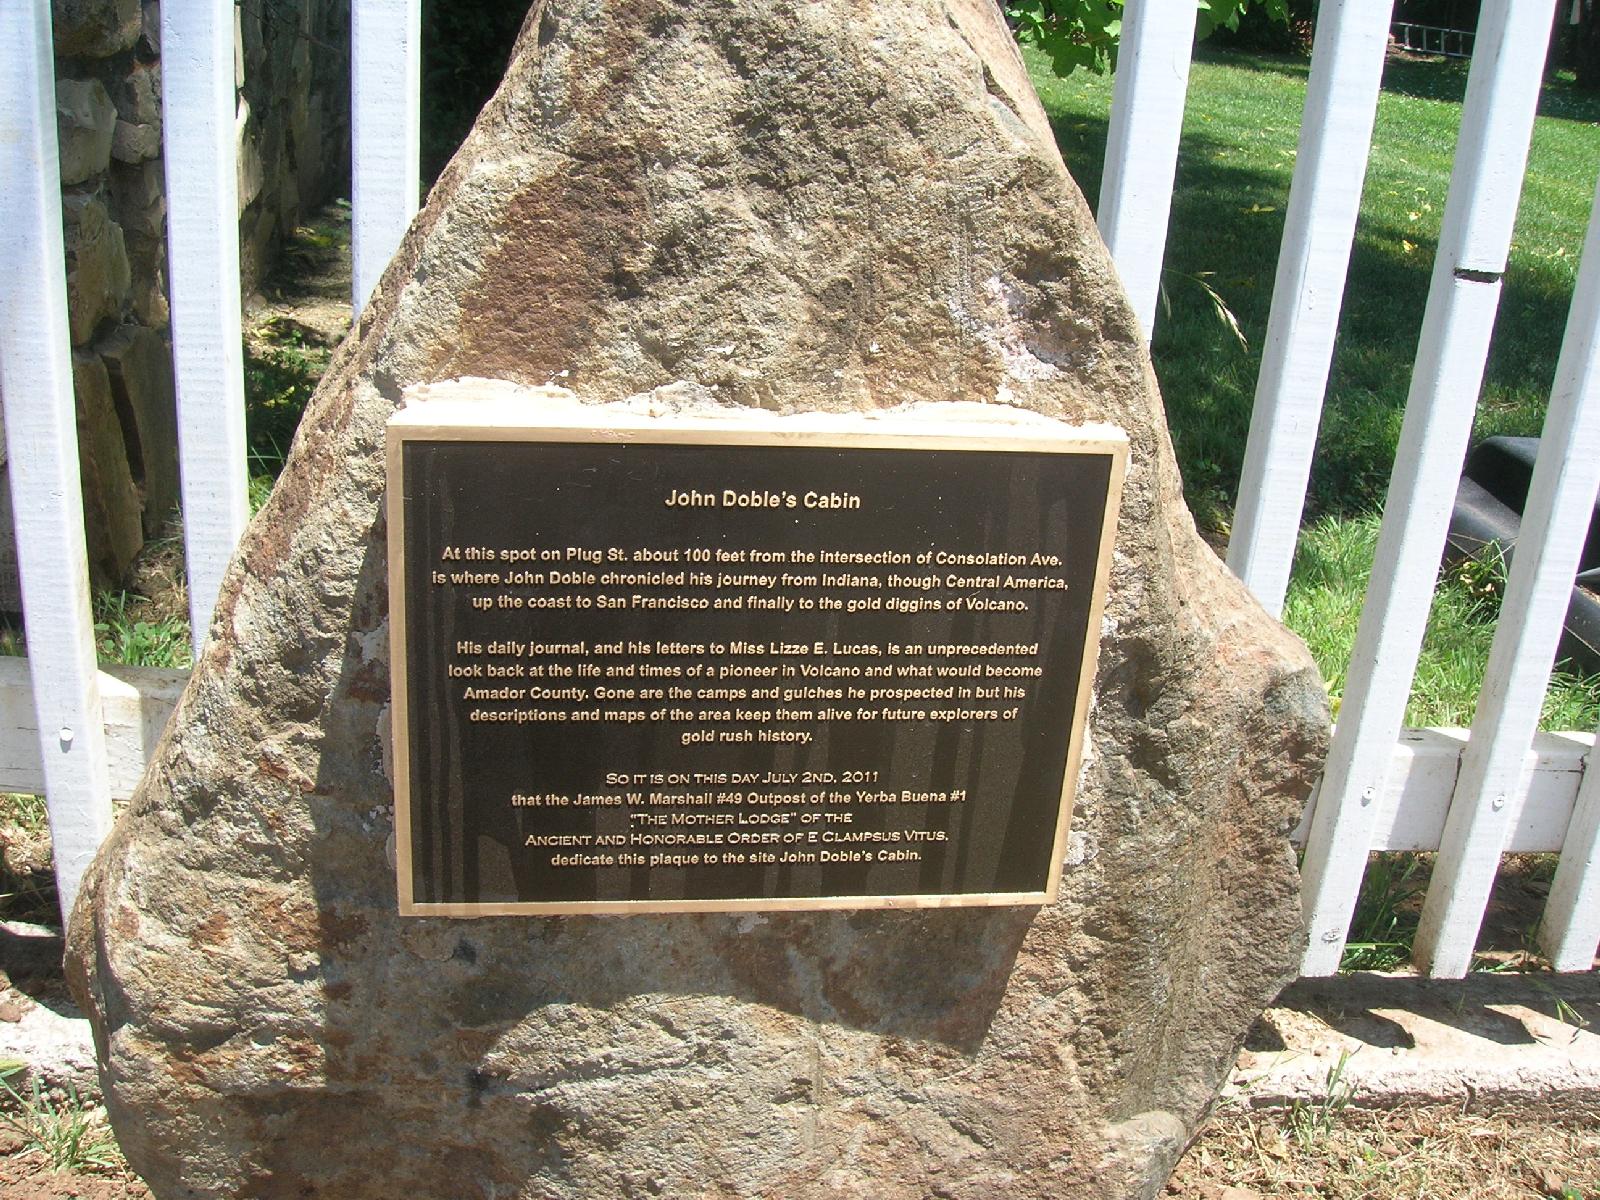 John Doble's Cabin
At this spot on Plug St. about 100 feet from the intersection of Consolation Ave.
is where John Doble chronicled his journey from Indiana, though Central America,
up the coast to San Francisco and finally to the gold diggins of Volcano.
His daily journal, and his letters to Miss Lizze E. Lucas, is an unprecedented
look back at the life and times of a pioneer in Volcano and what would become
Amador County. Gone are the camps and gulches he prospected in but his
descriptions and maps of the area keep them alive for future explorers of
gold rush history.
SO IT IS ON THIS DAY JULY 2ND, 2011
that the James W. Marshall #49 Outpost of the Yerba Buena #1
"THE MOTHER LODGE" OF THE
ANCIENT AND HONORABLE ORDER OF E CLAMPSUS VITUS,
dedicate this plaque to the site John Doble's Cabin.